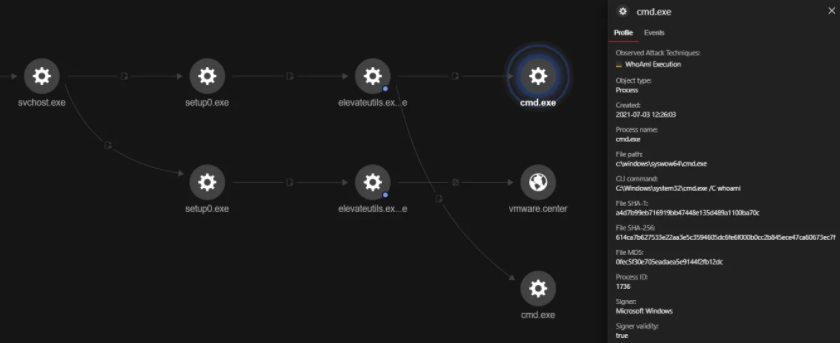 svchost.exe
setup0.exe
elevateutils.ex...e
cmd.exe
setup0.exe
elevateutils.ex...e
vmware.center
cmd.exe
cmd.exe
Profile Events
Observed Attack Techniques:
WhoAmI Execution
Object type:
Process
Created:
2021-07-03 12:26:03
Process name:
cmd.exe
File path:
c:\windows\syswow64\cmd.exe
CLI command:
C:\Windows\system32\cmd.exe /C whoami
File SHA-1:
a4d7b99eb716919bb47448e135d489a1100ba70c
File SHA-256:
File MD5:
0fec5f30e705eadaea5e9144f2fb12dc
Process ID:
1736
Signer:
Microsoft Windows
Signer validity:
true